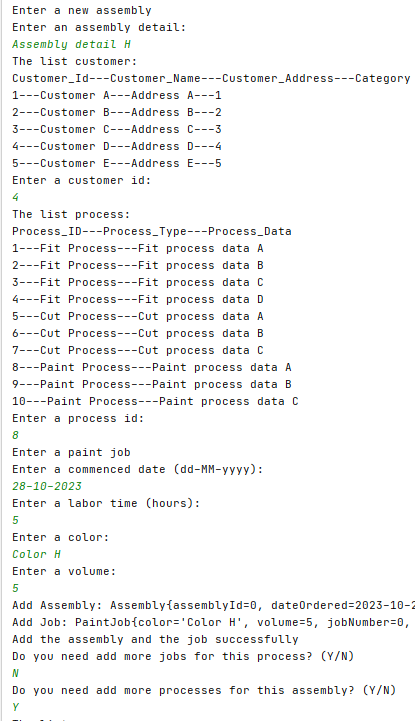 Enter a new assembly
Enter an assembly detail:
Assembly detail H
The list customer:
Customer_Id---Customer_Name---Customer_Address---Category
1---Customer A---Address A---1
2---Customer B---Address B---2
3---Customer C---Address C---3
4---Customer D---Address D---4
5---Customer E---Address E---5
Enter a customer id:
4
The list process:
Process_ID---Process_Type---Process_Data
1---Fit Process---Fit process data A
2---Fit Process---Fit process data B
3---Fit Process---Fit process data C
4---Fit Process---Fit process data D
5---Cut Process---Cut process data A
6---Cut Process---Cut process data B
7---Cut Process---Cut process data C
8---Paint Process---Paint process data A
9---Paint Process---Paint process data B
10---Paint Process---Paint process data C
Enter a process id:
8
Enter a paint job
Enter a commenced date (dd-MM-yyyy):
28-10-2023
Enter a labor time (hours):
5
Enter a color:
Color H
Enter a volume:
5
Add Assembly: Assembly{assemblyId=0, dateOrdered=2023-10-2
Add Job: PaintJob{color='Color H', volume=5, jobNumber=0,
Add the assembly and the job successfully
Do you need add more jobs for this process? (Y/N)
N
Do you need add more processes for this assembly? (Y/N)
Y